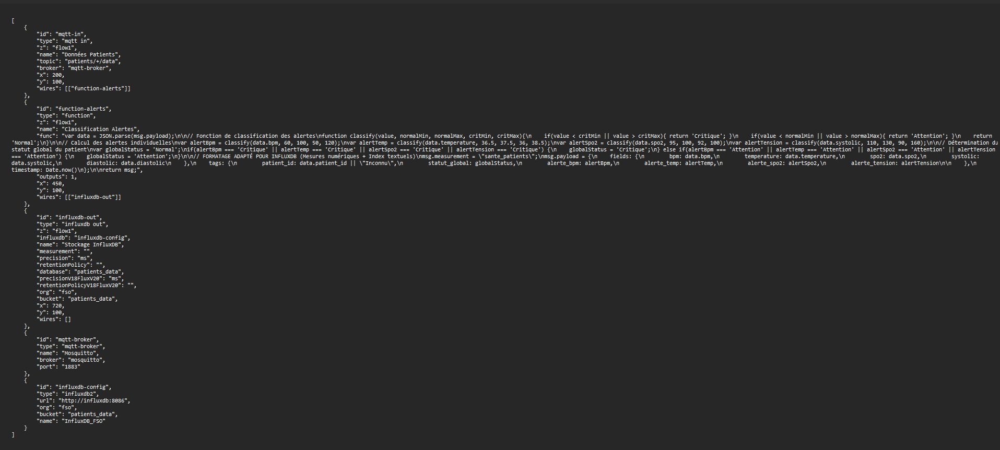 [
    {
        "id": "mqtt-in",
        "type": "mqtt in",
        "z": "flow1",
        "name": "Données Patients",
        "topic": "patients/+/data",
        "broker": "mqtt-broker",
        "x": 200,
        "y": 100,
        "wires": [["function-alerts"]]
    },
    {
        "id": "function-alerts",
        "type": "function",
        "z": "flow1",
        "name": "Classification Alertes",
        "func": "var data = JSON.parse(msg.payload);\n\n// Fonction de classification des alertes\nfunction classify(value, normalMin, normalMax, critMin, critMax){\n    if(value < critMin || value > critMax){ return 'Critique'; }\n    if(value < normalMin || value > normalMax){ return 'Attention'; }\n    return
'Normal';\n}\n\n// Calcul des alertes individuelles\nvar alertBpm = classify(data.bpm, 60, 100, 50, 120);\nvar alertTemp = classify(data.temperature, 36.5, 37.5, 36, 38.5);\nvar alertSpo2 = classify(data.spo2, 95, 100, 92, 100);\nvar alertTension = classify(data.systolic, 110, 130, 90, 160);\n\n// Détermination du
statut global du patient\nvar globalStatus = 'Normal';\nif(alertBpm === 'Critique' || alertTemp === 'Critique' || alertSpo2 === 'Critique' || alertTension === 'Critique') {\n    globalStatus = 'Critique';\n} else if(alertBpm === 'Attention' || alertTemp === 'Attention' || alertSpo2 === 'Attention' || alertTension
=== 'Attention') {\n    globalStatus = 'Attention';\n}\n\n// FORMATAGE ADAPTÉ POUR INFLUXDB (Mesures numériques + Index textuels)\nmsg.measurement = \"sante_patients\";\nmsg.payload = {\n    fields: {\n        bpm: data.bpm,\n        temperature: data.temperature,\n        spo2: data.spo2,\n        systolic:
data.systolic,\n        diastolic: data.diastolic\n    },\n    tags: {\n        patient_id: data.patient_id || \"Inconnu\",\n        statut_global: globalStatus,\n        alerte_bpm: alertBpm,\n        alerte_temp: alertTemp,\n        alerte_spo2: alertSpo2,\n        alerte_tension: alertTension\n\n    },\n
timestamp: Date.now()\n};\n\nreturn msg;",
        "outputs": 1,
        "x": 450,
        "y": 100,
        "wires": [["influxdb-out"]]
    },
    {
        "id": "influxdb-out",
        "type": "influxdb out",
        "z": "flow1",
        "influxdb": "influxdb-config",
        "name": "Stockage InfluxDB",
        "measurement": "",
        "precision": "ms",
        "retentionPolicy": "",
        "database": "patients_data",
        "precisionV18FluxV20": "ms",
        "retentionPolicyV18FluxV20": "",
        "org": "fso",
        "bucket": "patients_data",
        "x": 720,
        "y": 100,
        "wires": []
    },
    {
        "id": "mqtt-broker",
        "type": "mqtt-broker",
        "name": "Mosquitto",
        "broker": "mosquitto",
        "port": "1883"
    },
    {
        "id": "influxdb-config",
        "type": "influxdb2",
        "url": "http://influxdb:8086",
        "org": "fso",
        "bucket": "patients_data",
        "name": "InfluxDB_FSO"
    }
]